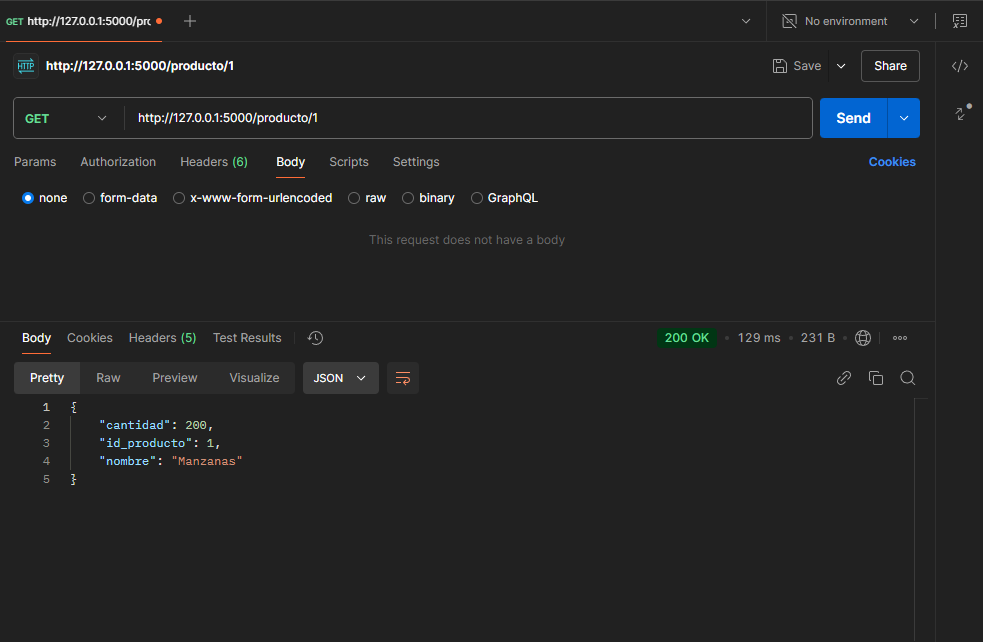 GET http://127.0.0.1:5000/pro
No environment
HTTP http://127.0.0.1:5000/producto/1
Save
Share
GET http://127.0.0.1:5000/producto/1
Send
Params Authorization Headers (6) Body Scripts Settings
Cookies
none form-data x-www-form-urlencoded raw binary GraphQL
This request does not have a body
Body Cookies Headers (5) Test Results
200 OK 129 ms 231 B
Pretty Raw Preview Visualize JSON
1 {
2 "cantidad": 200,
3 "id_producto": 1,
4 "nombre": "Manzanas"
5 }